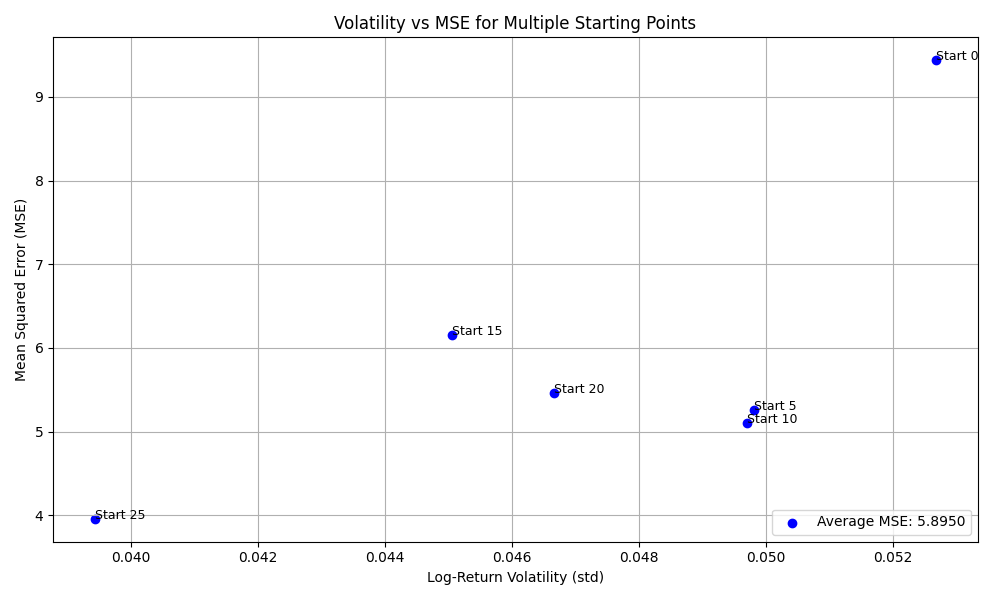 Volatility vs MSE for Multiple Starting Points
Mean Squared Error (MSE)
9
8
7
6
5
4
Start 0
Start 15
Start 20
Start 5
Start 10
Start 25
Average MSE: 5.8950
0.040 0.042 0.044 0.046 0.048 0.050 0.052
Log-Return Volatility (std)